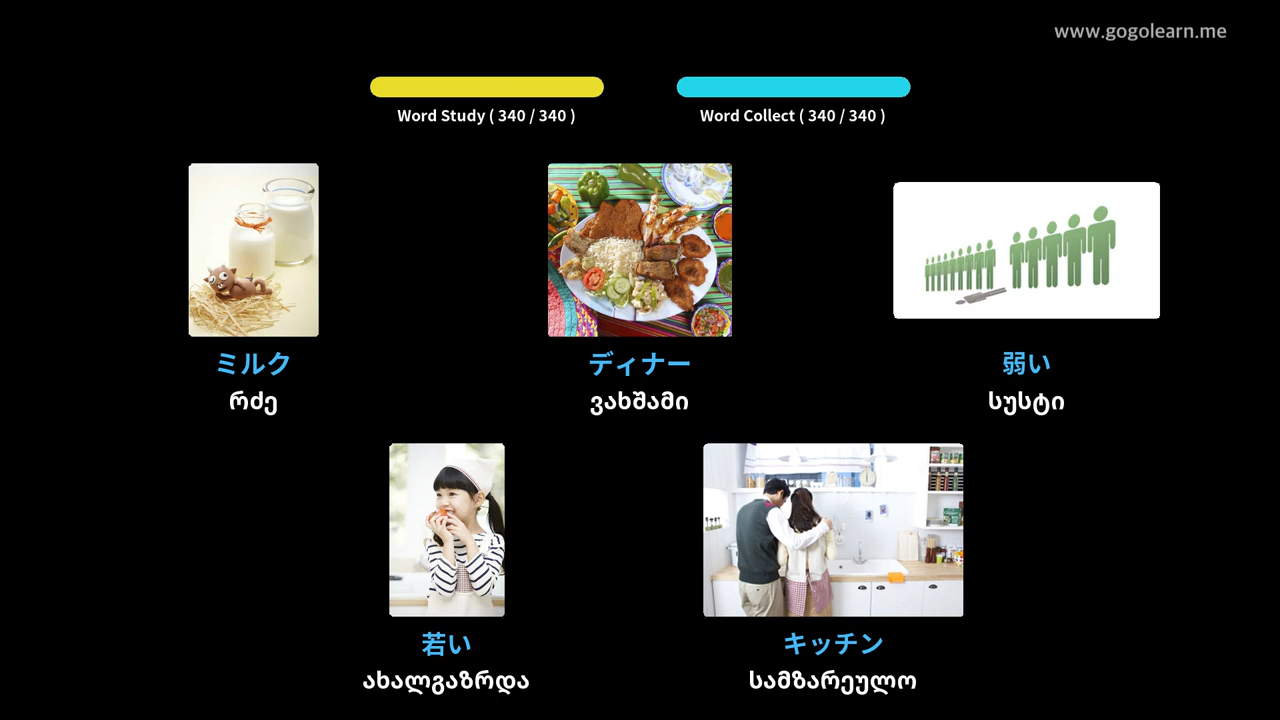 www.gogolearn.me
Word Study ( 340 / 340 )
Word Collect ( 340 / 340 )
ミルク
რძე
ディナー
ვახშამი
弱い
სუსტი
若い
ახალგაზრდა
キッチン
სამზარეულო